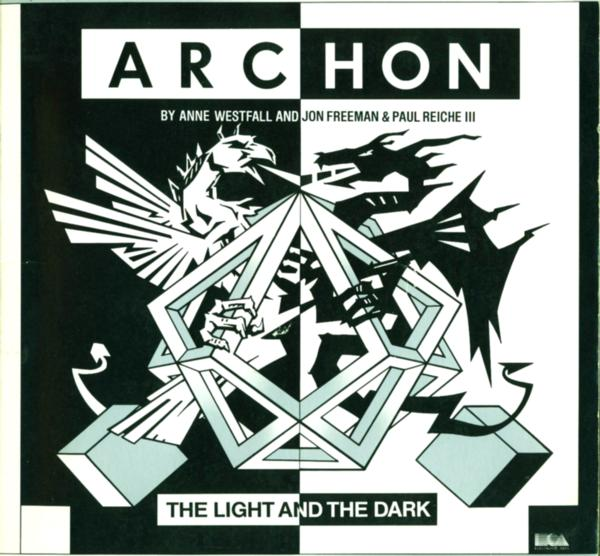 ARCHON
BY ANNE WESTFALL AND JON FREEMAN & PAUL REICHE III
THE LIGHT AND THE DARK